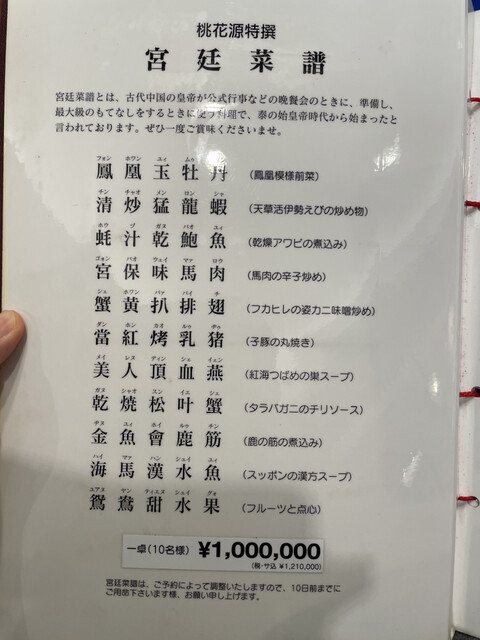 桃花源特撰
宮廷菜譜
宮廷菜譜とは、古代中国の皇帝が公式行事などの晩餐会のときに、準備し、
最大級のもてなしをするときに使う料理で、秦の始皇帝時代から始まったと
言われております。ぜひ一度ご賞味くださいませ。
鳳凰玉牡丹 (鳳凰模様前菜)
清炒猛龍蝦 (天草活伊勢えびの炒め物)
蚝汁乾鮑魚 (乾燥アワビの煮込み)
宮保味馬肉 (馬肉の辛子炒め)
蟹黄扒排翅 (フカヒレの姿カニ味噌炒め)
當紅烤乳猪 (子豚の丸焼き)
美人頂血燕 (紅海つばめの巣スープ)
乾焼松叶蟹 (タラバガニのチリソース)
金魚會鹿筋 (鹿の筋の煮込み)
海馬漢水魚 (スッポンの漢方スープ)
鴛鴦甜水果 (フルーツと点心)
一卓(10名様) ¥1,000,000
(税・サ込 ¥1,210,000)
宮廷菜譜は、ご予約によって調整いたしますので、10日前までに
ご用命下さいます様、お願い申し上げます。